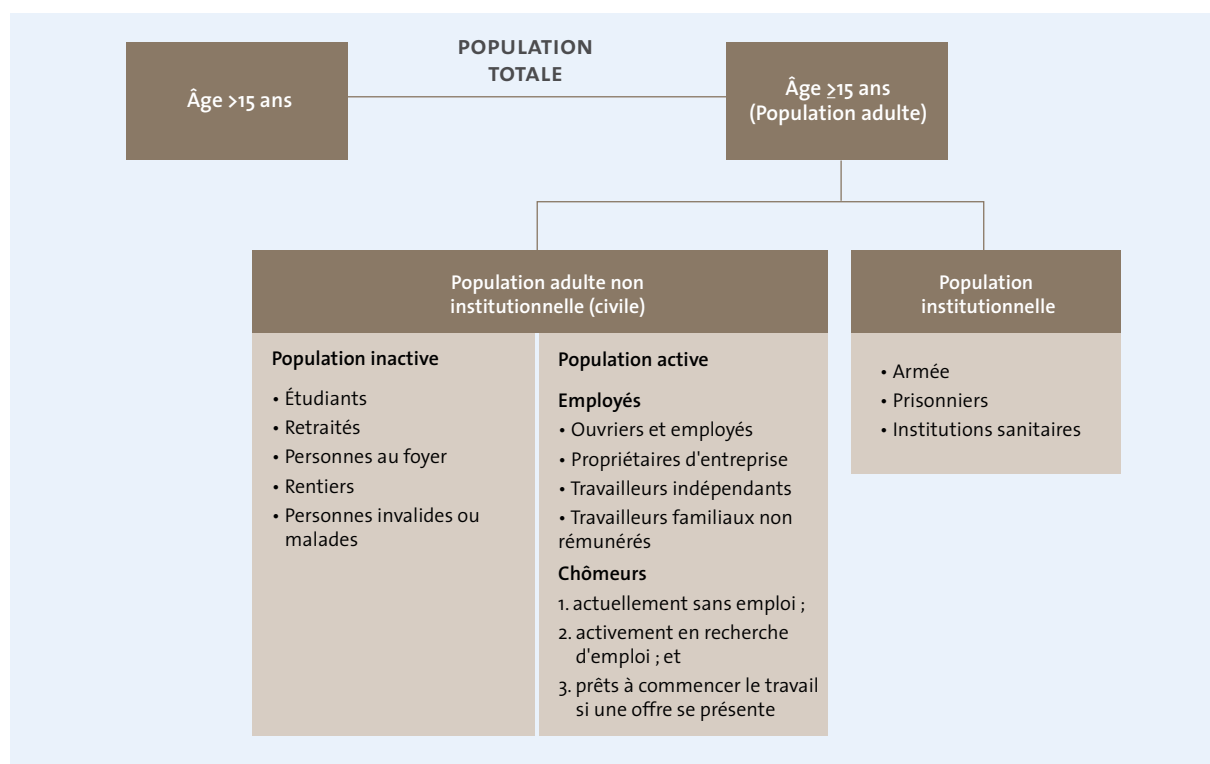 POPULATION
TOTALE
Âge >15 ans
Âge ≥15 ans
(Population adulte)
Population adulte non
institutionnelle (civile)
Population inactive
• Étudiants
• Retraités
• Personnes au foyer
• Rentiers
• Personnes invalides ou
malades
Population active
Employés
• Ouvriers et employés
• Propriétaires d'entreprise
• Travailleurs indépendants
• Travailleurs familiaux non
rémunérés
Chômeurs
1. actuellement sans emploi ;
2. activement en recherche
d'emploi ; et
3. prêts à commencer le travail
si une offre se présente
Population
institutionnelle
• Armée
• Prisonniers
• Institutions sanitaires